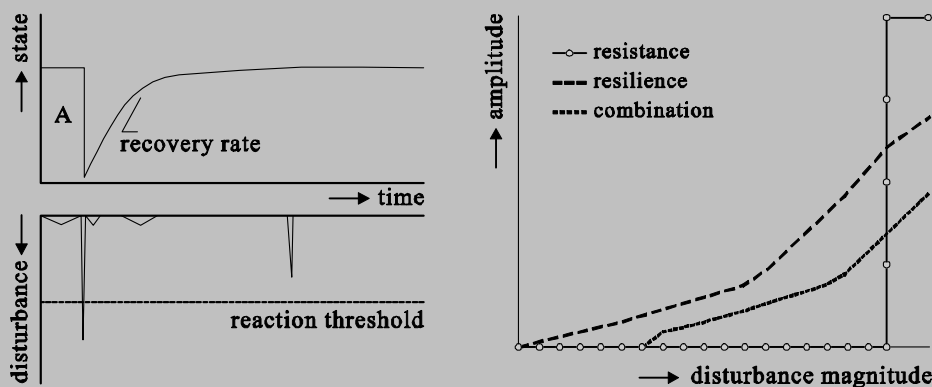 state
A
recovery rate
time
disturbance
reaction threshold
amplitude
resistance
resilience
combination
disturbance magnitude